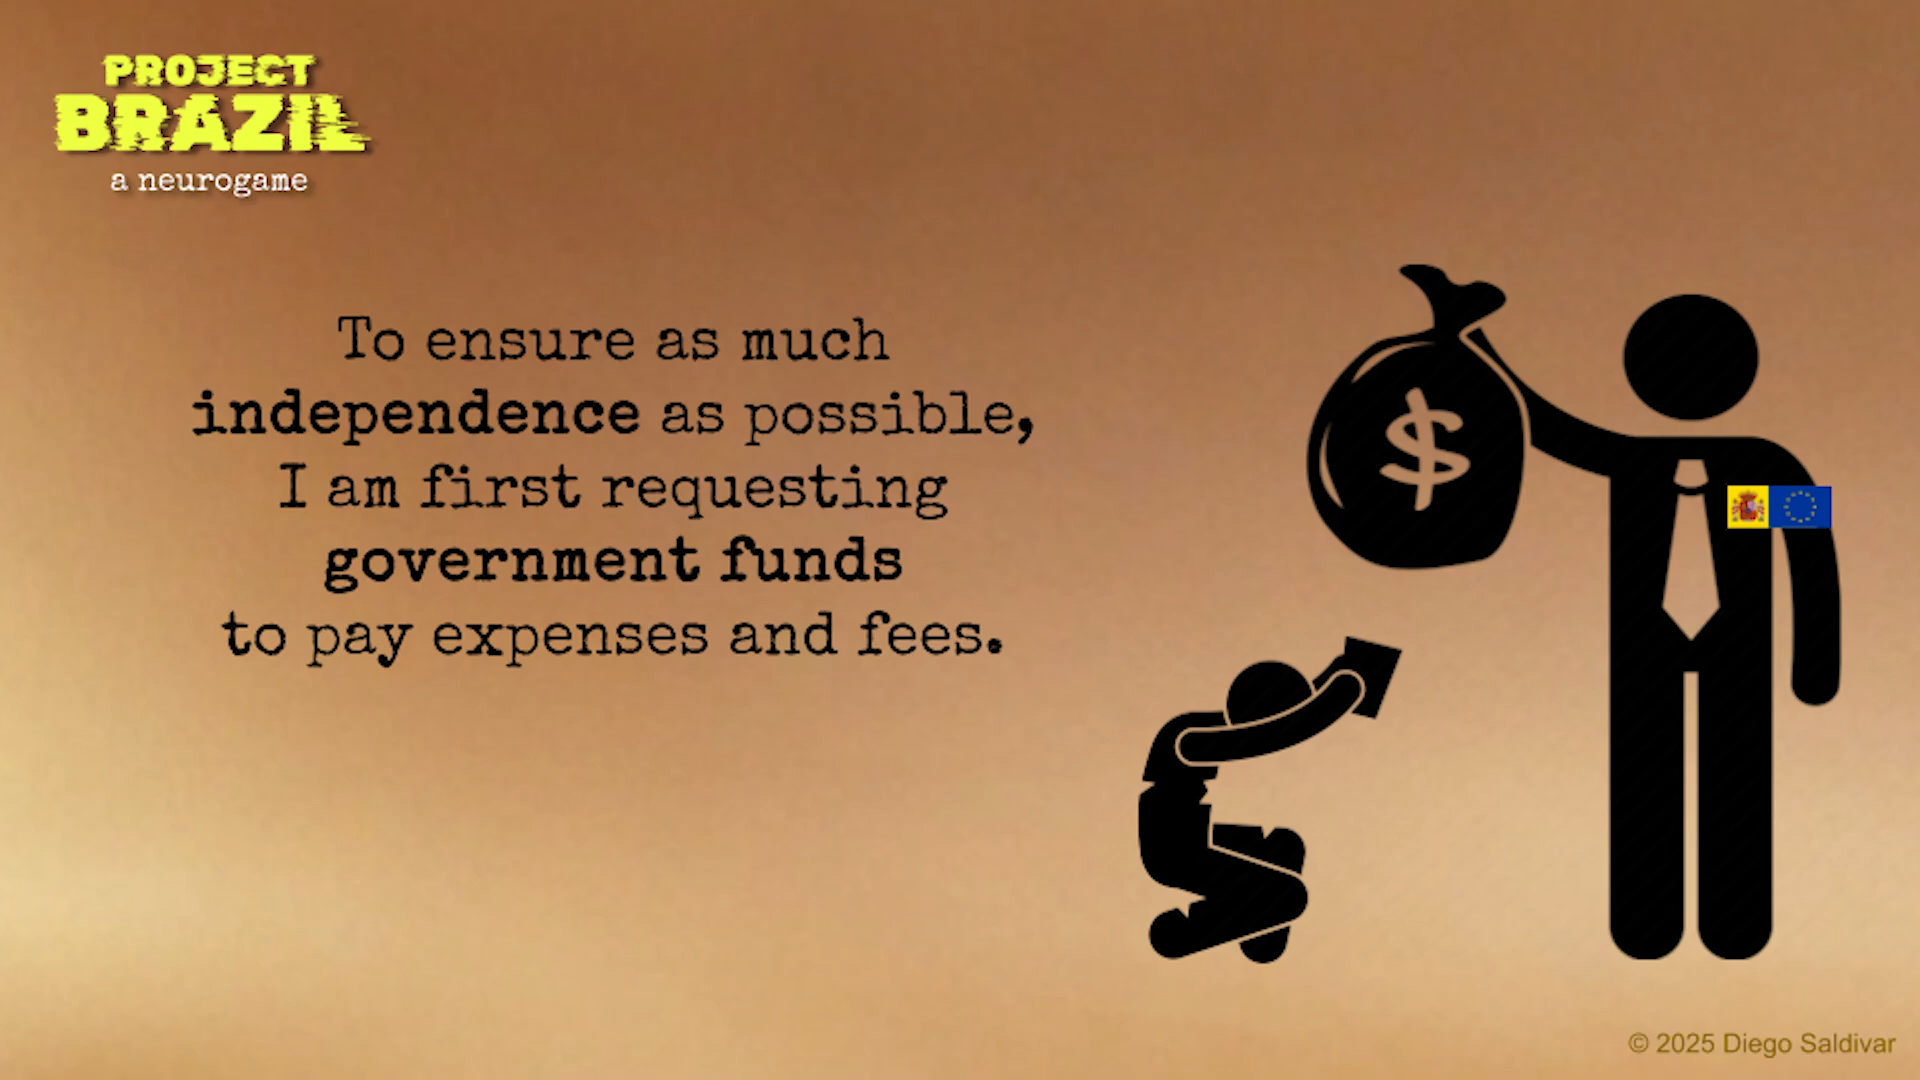 PROJECT
BRAZIL
a neurogame
To ensure as much
independence as possible,
I am first requesting
government funds
to pay expenses and fees.
$
© 2025 Diego Saldivar